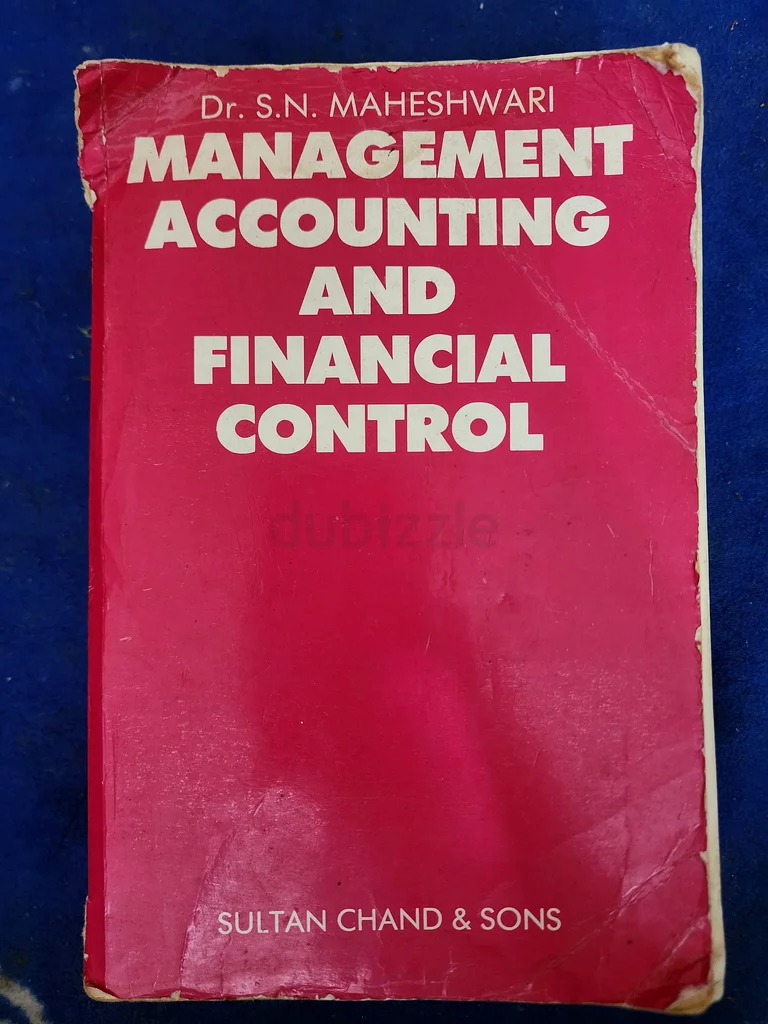 Dr. S.N. MAHESHWARI
MANAGEMENT
ACCOUNTING
AND
FINANCIAL
CONTROL
dubizzle
SULTAN CHAND & SONS